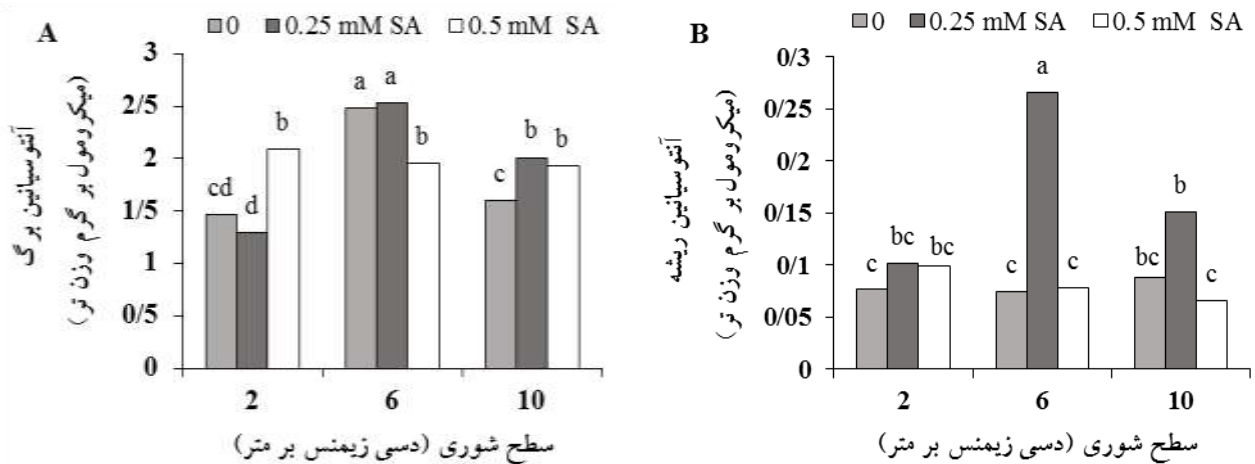 A
0 0.25 mM SA 0.5 mM SA
آنتوسیانین برگ
(میکرومول بر گرم وزن تر)
3
2/5
2
1/5
1
0/5
0
cd d b
a a b
c b b
2 6 10
سطح شوری (دسی زیمنس بر متر)
B
0 0.25 mM SA 0.5 mM SA
آنتوسیانین ریشه
(میکرومول بر گرم وزن تر)
0/3
0/25
0/2
0/15
0/1
0/05
0
c bc bc
c a c
bc b c
2 6 10
سطح شوری (دسی زیمنس بر متر)